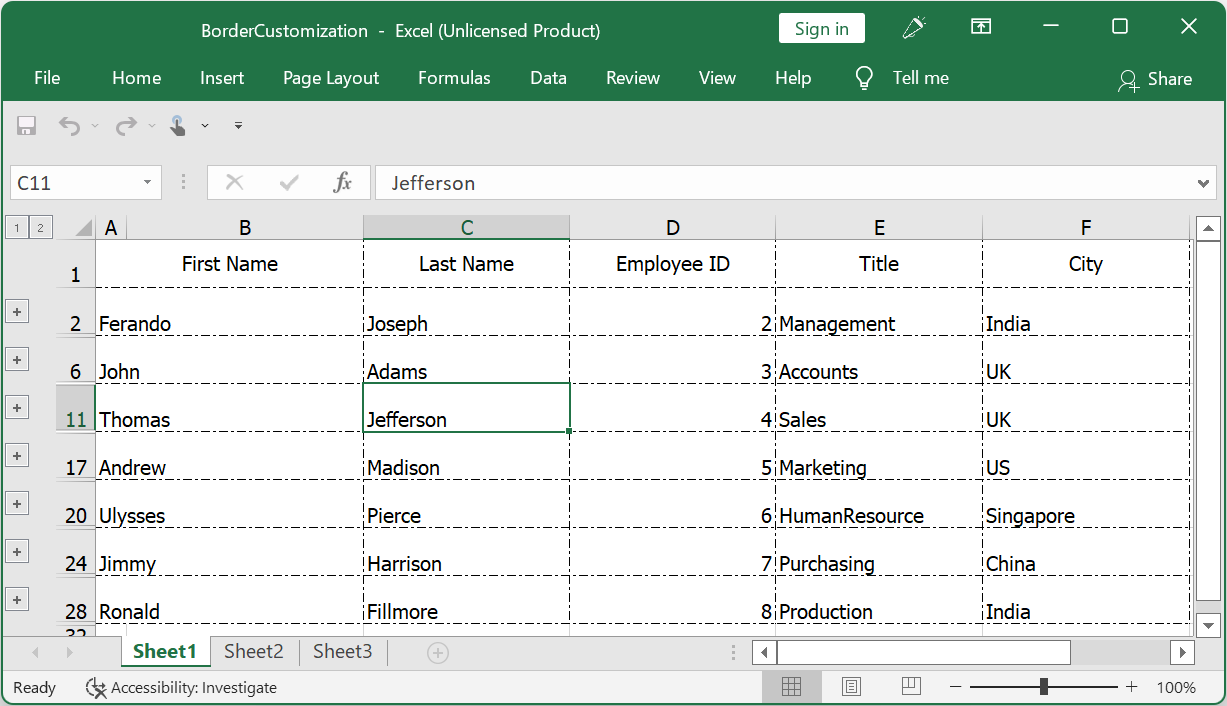 BorderCustomization - Excel (Unlicensed Product) Sign in
File Home Insert Page Layout Formulas Data Review View Help Tell me Share
C11 fx Jefferson
1 2 A B C D E F
1 First Name Last Name Employee ID Title City
2 Ferando Joseph 2 Management India
6 John Adams 3 Accounts UK
11 Thomas Jefferson 4 Sales UK
17 Andrew Madison 5 Marketing US
20 Ulysses Pierce 6 HumanResource Singapore
24 Jimmy Harrison 7 Purchasing China
28 Ronald Fillmore 8 Production India
32
Sheet1 Sheet2 Sheet3
Ready Accessibility: Investigate 100%